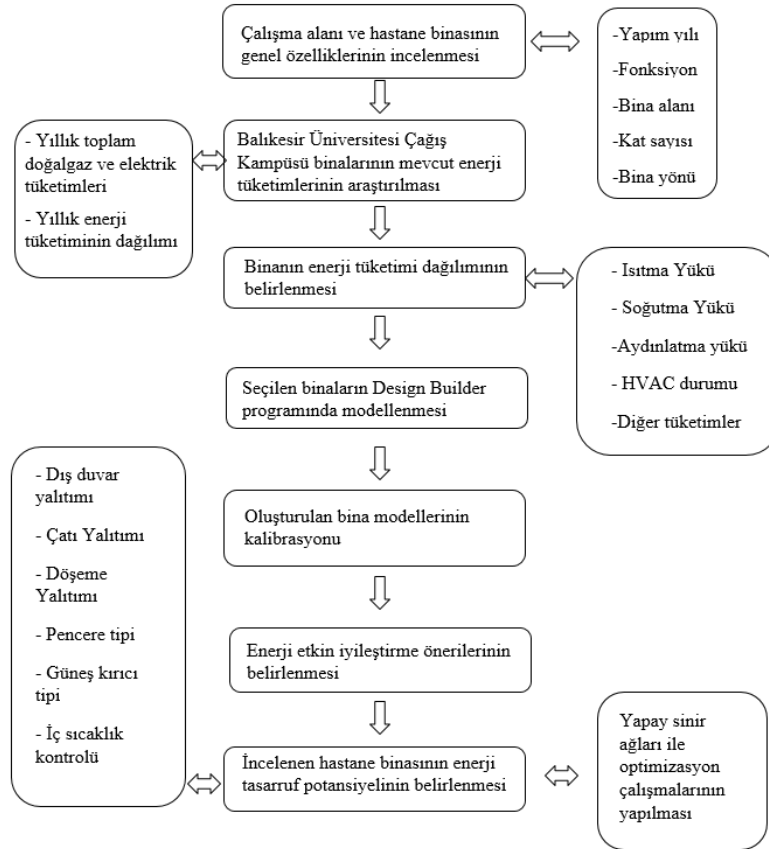 Çalışma alanı ve hastane binasının
genel özelliklerinin incelenmesi
-Yapım yılı
-Fonksiyon
-Bina alanı
-Kat sayısı
-Bina yönü
- Yıllık toplam
doğalgaz ve elektrik
tüketimleri
- Yıllık enerji
tüketiminin dağılımı
Balıkesir Üniversitesi Çağış
Kampüsü binalarının mevcut enerji
tüketimlerinin araştırılması
Binanın enerji tüketimi dağılımının
belirlenmesi
- Isıtma Yükü
- Soğutma Yükü
-Aydınlatma yükü
- HVAC durumu
-Diğer tüketimler
Seçilen binaların Design Builder
programında modellenmesi
Oluşturulan bina modellerinin
kalibrasyonu
Enerji etkin iyileştirme önerilerinin
belirlenmesi
- Dış duvar
yalıtımı
- Çatı Yalıtımı
- Döşeme
Yalıtımı
- Pencere tipi
- Güneş kırıcı
tipi
- İç sıcaklık
kontrolü
İncelenen hastane binasının enerji
tasarruf potansiyelinin belirlenmesi
Yapay sinir
ağları ile
optimizasyon
çalışmalarının
yapılması